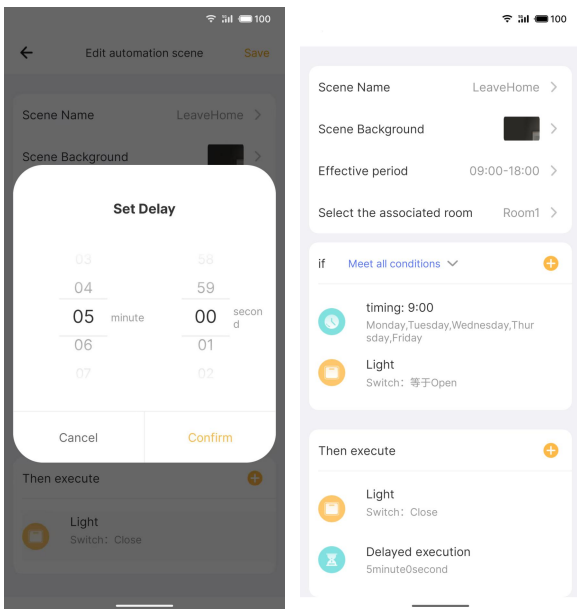 100
Edit automation scene Save
Scene Name LeaveHome
Scene Background
Set Delay
03 58
04 59
05 minute 00 secon
d
06 01
07 02
Cancel Confirm
Then execute
Light
Switch：Close
100
Scene Name LeaveHome
Scene Background
Effective period 09:00-18:00
Select the associated room Room1
if Meet all conditions
timing: 9:00
Monday,Tuesday,Wednesday,Thur
sday,Friday
Light
Switch：等于Open
Then execute
Light
Switch：Close
Delayed execution
5minute0second